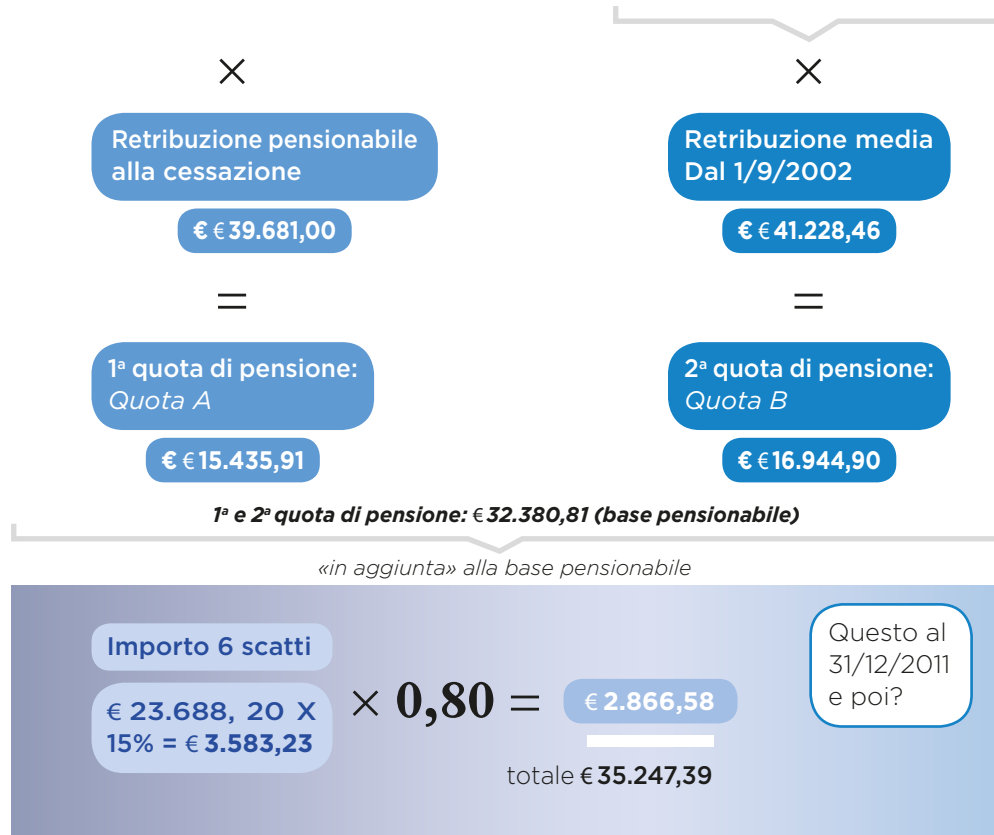 ×
Retribuzione pensionabile
alla cessazione
€ € 39.681,00
=
1ª quota di pensione:
Quota A
€ € 15.435,91
×
Retribuzione media
Dal 1/9/2002
€ € 41.228,46
=
2ª quota di pensione:
Quota B
€ € 16.944,90
1ª e 2ª quota di pensione: € 32.380,81 (base pensionabile)
«in aggiunta» alla base pensionabile
Importo 6 scatti
€ 23.688, 20 X
15% = € 3.583,23
× 0,80 =
€ 2.866,58
totale € 35.247,39
Questo al
31/12/2011
e poi?